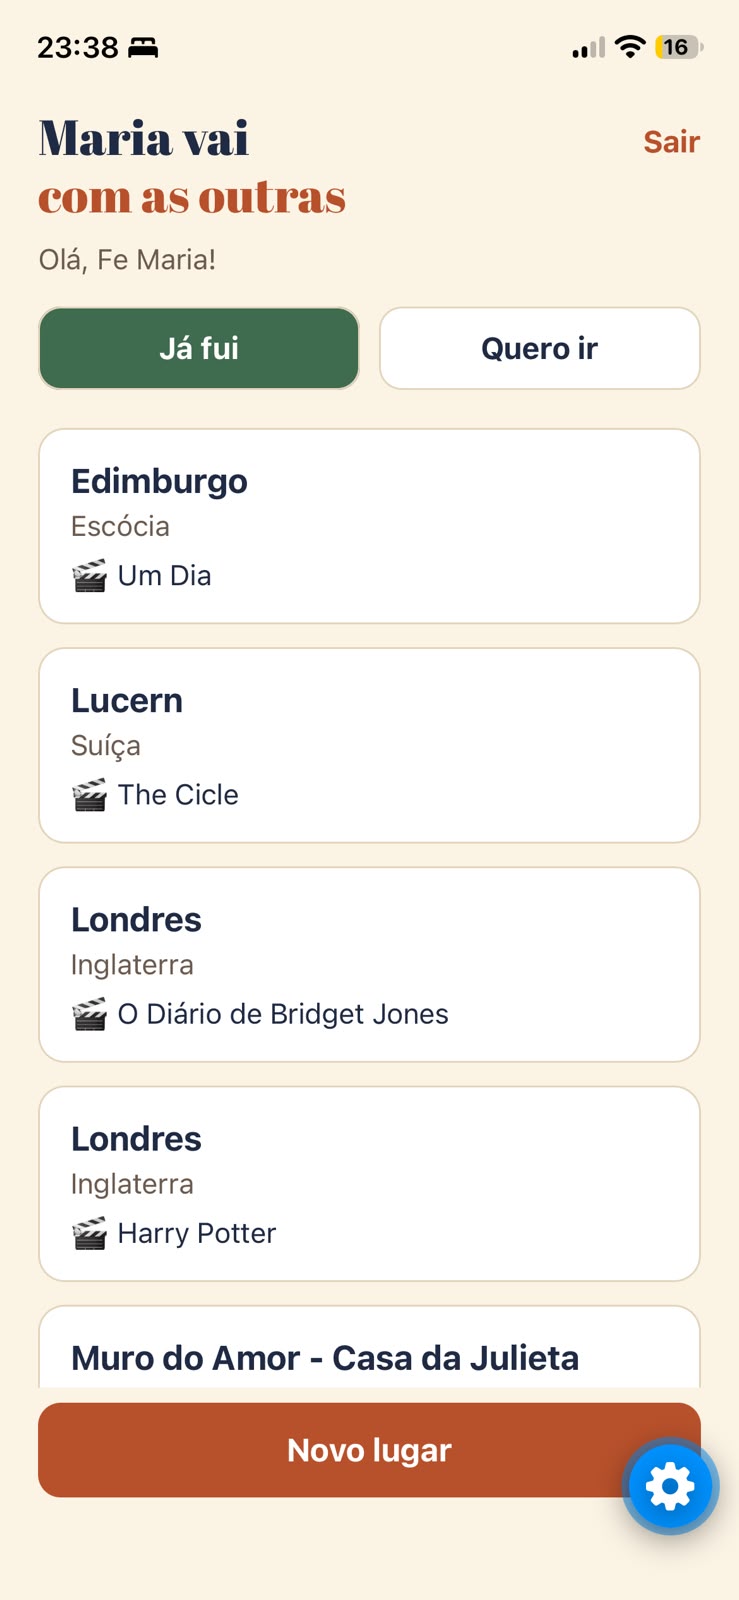 23:38
16
Maria vai
com as outras
Sair
Olá, Fe Maria!
Já fui
Quero ir
Edimburgo
Escócia
Um Dia
Lucern
Suíça
The Cicle
Londres
Inglaterra
O Diário de Bridget Jones
Londres
Inglaterra
Harry Potter
Muro do Amor - Casa da Julieta
Novo lugar